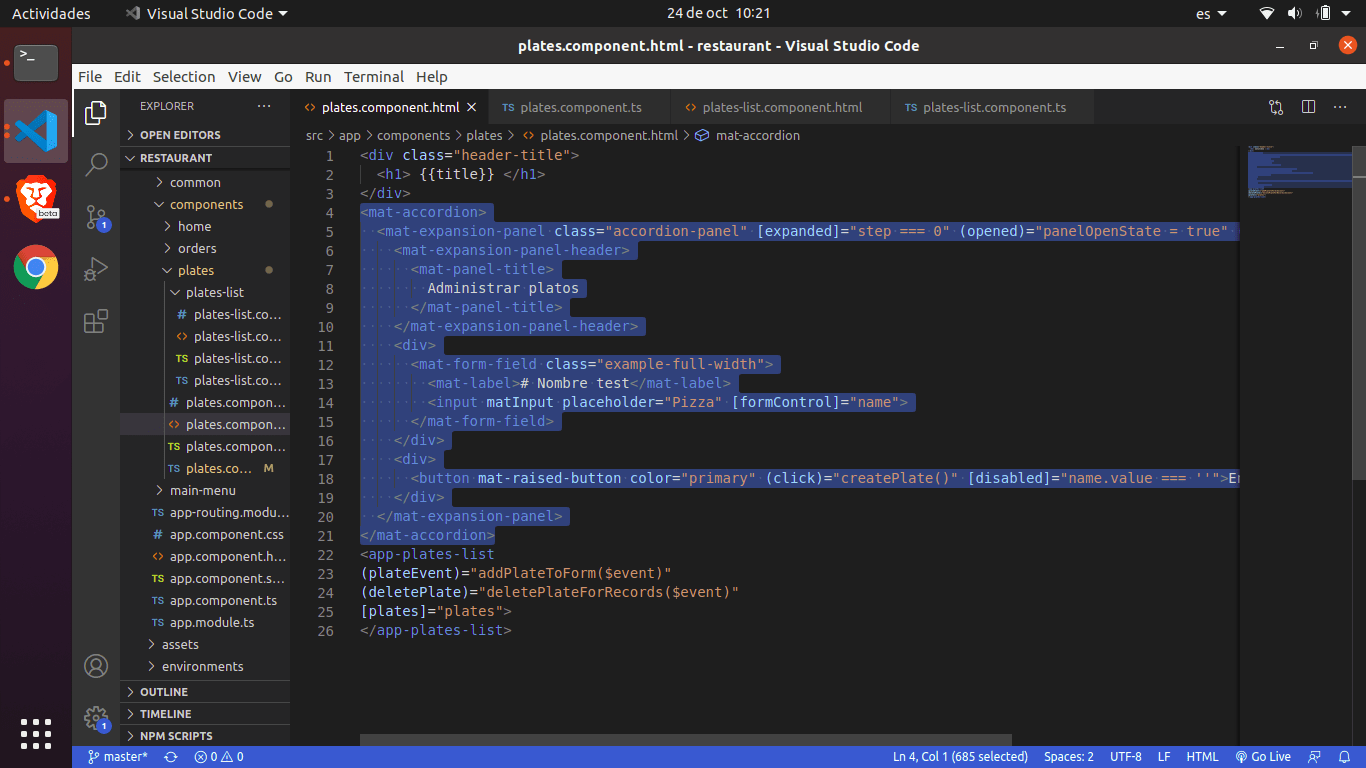 Actividades
Visual Studio Code
24 de oct 10:21
es
plates.component.html - restaurant - Visual Studio Code
File Edit Selection View Go Run Terminal Help
EXPLORER
OPEN EDITORS
RESTAURANT
common
components
home
orders
plates
plates-list
# plates-list.co...
<> plates-list.co...
TS plates-list.co...
TS plates-list.co...
# plates.compon...
<> plates.compon...
TS plates.compon...
TS plates.co... M
main-menu
TS app-routing.modu...
# app.component.css
<> app.component.h...
TS app.component.s...
TS app.component.ts
TS app.module.ts
assets
environments
OUTLINE
TIMELINE
NPM SCRIPTS
<> plates.component.html
TS plates.component.ts
<> plates-list.component.html
TS plates-list.component.ts
src > app > components > plates > <> plates.component.html > mat-accordion
1 <div class="header-title">
2 <h1> {{title}} </h1>
3 </div>
4 <mat-accordion>
5 <mat-expansion-panel class="accordion-panel" [expanded]="step === 0" (opened)="panelOpenState = true"
6 <mat-expansion-panel-header>
7 <mat-panel-title>
8 Administrar platos
9 </mat-panel-title>
10 </mat-expansion-panel-header>
11 <div>
12 <mat-form-field class="example-full-width">
13 <mat-label># Nombre test</mat-label>
14 <input matInput placeholder="Pizza" [formControl]="name">
15 </mat-form-field>
16 </div>
17 <div>
18 <button mat-raised-button color="primary" (click)="createPlate()" [disabled]="name.value === ''">En
19 </div>
20 </mat-expansion-panel>
21 </mat-accordion>
22 <app-plates-list
23 (plateEvent)="addPlateToForm($event)"
24 (deletePlate)="deletePlateForRecords($event)"
25 [plates]="plates">
26 </app-plates-list>
beta
1
1
master*
0 0
Ln 4, Col 1 (685 selected)
Spaces: 2
UTF-8
LF
HTML
Go Live